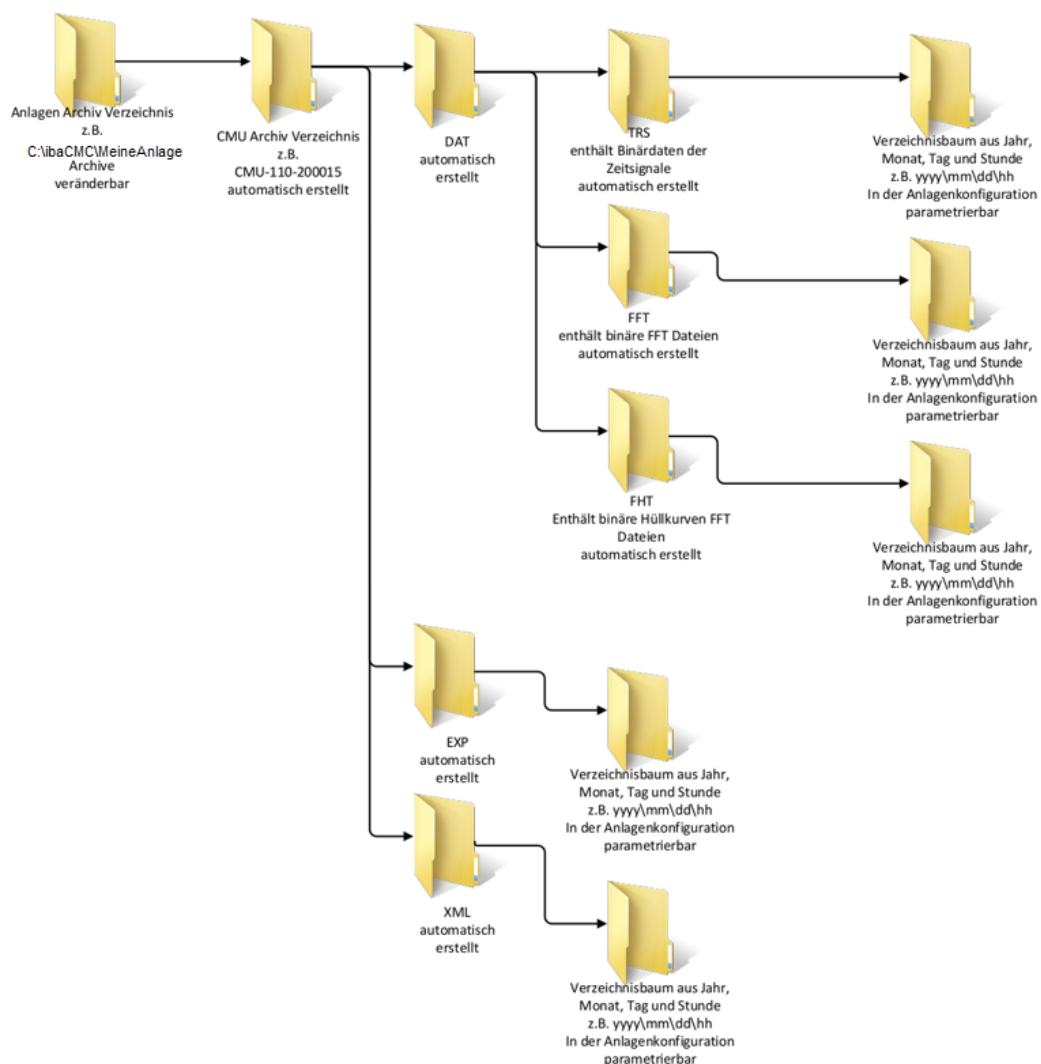 Anlagen Archiv Verzeichnis
z.B.
C:\ibaCMC\MeineAnlage
Archive
veränderbar
CMU Archiv Verzeichnis
z.B.
CMU-110-200015
automatisch erstellt
DAT
automatisch
erstellt
TRS
enthält Binärdaten der
Zeitsignale
automatisch erstellt
Verzeichnisbaum aus Jahr,
Monat, Tag und Stunde
z.B. yyyy\mm\dd\hh
In der Anlagenkonfiguration
parametrierbar
FFT
enthält binäre FFT Dateien
automatisch erstellt
Verzeichnisbaum aus Jahr,
Monat, Tag und Stunde
z.B. yyyy\mm\dd\hh
In der Anlagenkonfiguration
parametrierbar
FHT
Enthält binäre Hüllkurven FFT
Dateien
automatisch erstellt
Verzeichnisbaum aus Jahr,
Monat, Tag und Stunde
z.B. yyyy\mm\dd\hh
In der Anlagenkonfiguration
parametrierbar
EXP
automatisch
erstellt
Verzeichnisbaum aus Jahr,
Monat, Tag und Stunde
z.B. yyyy\mm\dd\hh
In der Anlagenkonfiguration
parametrierbar
XML
automatisch
erstellt
Verzeichnisbaum aus Jahr,
Monat, Tag und Stunde
z.B. yyyy\mm\dd\hh
In der Anlagenkonfiguration
parametrierbar